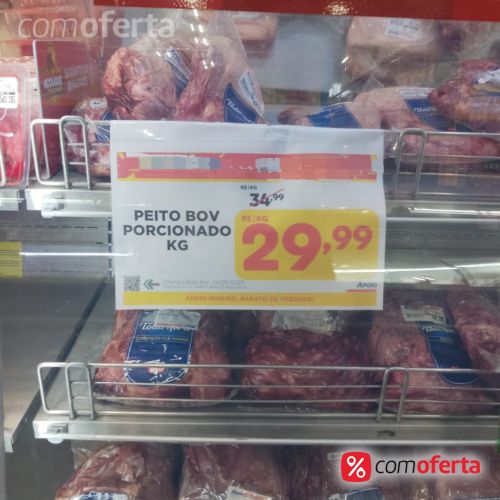 comoferta
R$|KG
34,99
PEITO BOV
PORCIONADO
KG
R$|KG
29,99
APOIO
APOIO MINEIRO, BARATO DE VERDADE!
comoferta